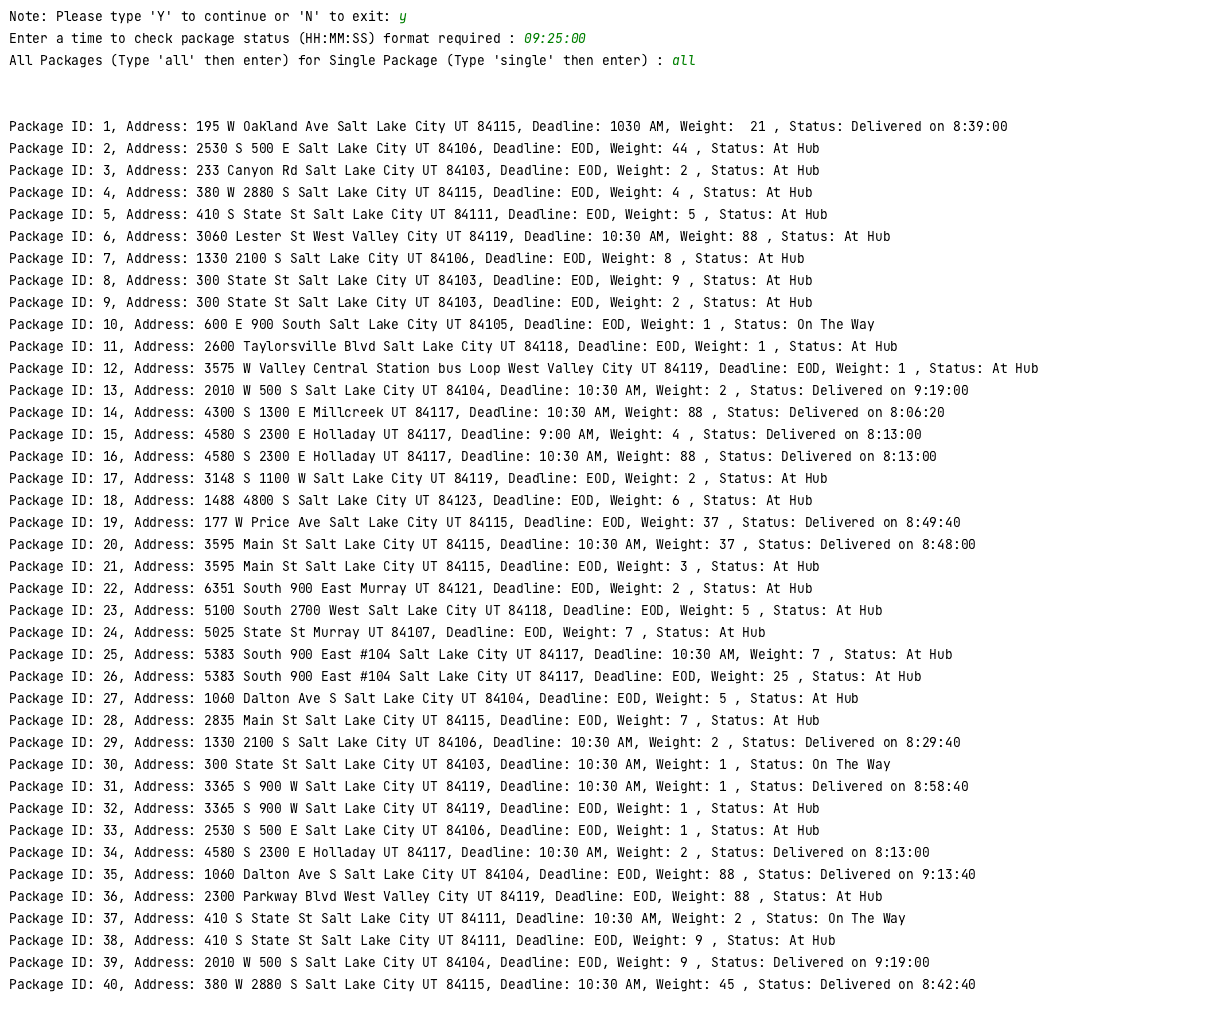 Note: Please type 'Y' to continue or 'N' to exit: y
Enter a time to check package status (HH:MM:SS) format required : 09:25:00
All Packages (Type 'all' then enter) for Single Package (Type 'single' then enter) : all
Package ID: 1, Address: 195 W Oakland Ave Salt Lake City UT 84115, Deadline: 1030 AM, Weight:  21 , Status: Delivered on 8:39:00
Package ID: 2, Address: 2530 S 500 E Salt Lake City UT 84106, Deadline: EOD, Weight: 44 , Status: At Hub
Package ID: 3, Address: 233 Canyon Rd Salt Lake City UT 84103, Deadline: EOD, Weight: 2 , Status: At Hub
Package ID: 4, Address: 380 W 2880 S Salt Lake City UT 84115, Deadline: EOD, Weight: 4 , Status: At Hub
Package ID: 5, Address: 410 S State St Salt Lake City UT 84111, Deadline: EOD, Weight: 5 , Status: At Hub
Package ID: 6, Address: 3060 Lester St West Valley City UT 84119, Deadline: 10:30 AM, Weight: 88 , Status: At Hub
Package ID: 7, Address: 1330 2100 S Salt Lake City UT 84106, Deadline: EOD, Weight: 8 , Status: At Hub
Package ID: 8, Address: 300 State St Salt Lake City UT 84103, Deadline: EOD, Weight: 9 , Status: At Hub
Package ID: 9, Address: 300 State St Salt Lake City UT 84103, Deadline: EOD, Weight: 2 , Status: At Hub
Package ID: 10, Address: 600 E 900 South Salt Lake City UT 84105, Deadline: EOD, Weight: 1 , Status: On The Way
Package ID: 11, Address: 2600 Taylorsville Blvd Salt Lake City UT 84118, Deadline: EOD, Weight: 1 , Status: At Hub
Package ID: 12, Address: 3575 W Valley Central Station bus Loop West Valley City UT 84119, Deadline: EOD, Weight: 1 , Status: At Hub
Package ID: 13, Address: 2010 W 500 S Salt Lake City UT 84104, Deadline: 10:30 AM, Weight: 2 , Status: Delivered on 9:19:00
Package ID: 14, Address: 4300 S 1300 E Millcreek UT 84117, Deadline: 10:30 AM, Weight: 88 , Status: Delivered on 8:06:20
Package ID: 15, Address: 4580 S 2300 E Holladay UT 84117, Deadline: 9:00 AM, Weight: 4 , Status: Delivered on 8:13:00
Package ID: 16, Address: 4580 S 2300 E Holladay UT 84117, Deadline: 10:30 AM, Weight: 88 , Status: Delivered on 8:13:00
Package ID: 17, Address: 3148 S 1100 W Salt Lake City UT 84119, Deadline: EOD, Weight: 2 , Status: At Hub
Package ID: 18, Address: 1488 4800 S Salt Lake City UT 84123, Deadline: EOD, Weight: 6 , Status: At Hub
Package ID: 19, Address: 177 W Price Ave Salt Lake City UT 84115, Deadline: EOD, Weight: 37 , Status: Delivered on 8:49:40
Package ID: 20, Address: 3595 Main St Salt Lake City UT 84115, Deadline: 10:30 AM, Weight: 37 , Status: Delivered on 8:48:00
Package ID: 21, Address: 3595 Main St Salt Lake City UT 84115, Deadline: EOD, Weight: 3 , Status: At Hub
Package ID: 22, Address: 6351 South 900 East Murray UT 84121, Deadline: EOD, Weight: 2 , Status: At Hub
Package ID: 23, Address: 5100 South 2700 West Salt Lake City UT 84118, Deadline: EOD, Weight: 5 , Status: At Hub
Package ID: 24, Address: 5025 State St Murray UT 84107, Deadline: EOD, Weight: 7 , Status: At Hub
Package ID: 25, Address: 5383 South 900 East #104 Salt Lake City UT 84117, Deadline: 10:30 AM, Weight: 7 , Status: At Hub
Package ID: 26, Address: 5383 South 900 East #104 Salt Lake City UT 84117, Deadline: EOD, Weight: 25 , Status: At Hub
Package ID: 27, Address: 1060 Dalton Ave S Salt Lake City UT 84104, Deadline: EOD, Weight: 5 , Status: At Hub
Package ID: 28, Address: 2835 Main St Salt Lake City UT 84115, Deadline: EOD, Weight: 7 , Status: At Hub
Package ID: 29, Address: 1330 2100 S Salt Lake City UT 84106, Deadline: 10:30 AM, Weight: 2 , Status: Delivered on 8:29:40
Package ID: 30, Address: 300 State St Salt Lake City UT 84103, Deadline: 10:30 AM, Weight: 1 , Status: On The Way
Package ID: 31, Address: 3365 S 900 W Salt Lake City UT 84119, Deadline: 10:30 AM, Weight: 1 , Status: Delivered on 8:58:40
Package ID: 32, Address: 3365 S 900 W Salt Lake City UT 84119, Deadline: EOD, Weight: 1 , Status: At Hub
Package ID: 33, Address: 2530 S 500 E Salt Lake City UT 84106, Deadline: EOD, Weight: 1 , Status: At Hub
Package ID: 34, Address: 4580 S 2300 E Holladay UT 84117, Deadline: 10:30 AM, Weight: 2 , Status: Delivered on 8:13:00
Package ID: 35, Address: 1060 Dalton Ave S Salt Lake City UT 84104, Deadline: EOD, Weight: 88 , Status: Delivered on 9:13:40
Package ID: 36, Address: 2300 Parkway Blvd West Valley City UT 84119, Deadline: EOD, Weight: 88 , Status: At Hub
Package ID: 37, Address: 410 S State St Salt Lake City UT 84111, Deadline: 10:30 AM, Weight: 2 , Status: On The Way
Package ID: 38, Address: 410 S State St Salt Lake City UT 84111, Deadline: EOD, Weight: 9 , Status: At Hub
Package ID: 39, Address: 2010 W 500 S Salt Lake City UT 84104, Deadline: EOD, Weight: 9 , Status: Delivered on 9:19:00
Package ID: 40, Address: 380 W 2880 S Salt Lake City UT 84115, Deadline: 10:30 AM, Weight: 45 , Status: Delivered on 8:42:40